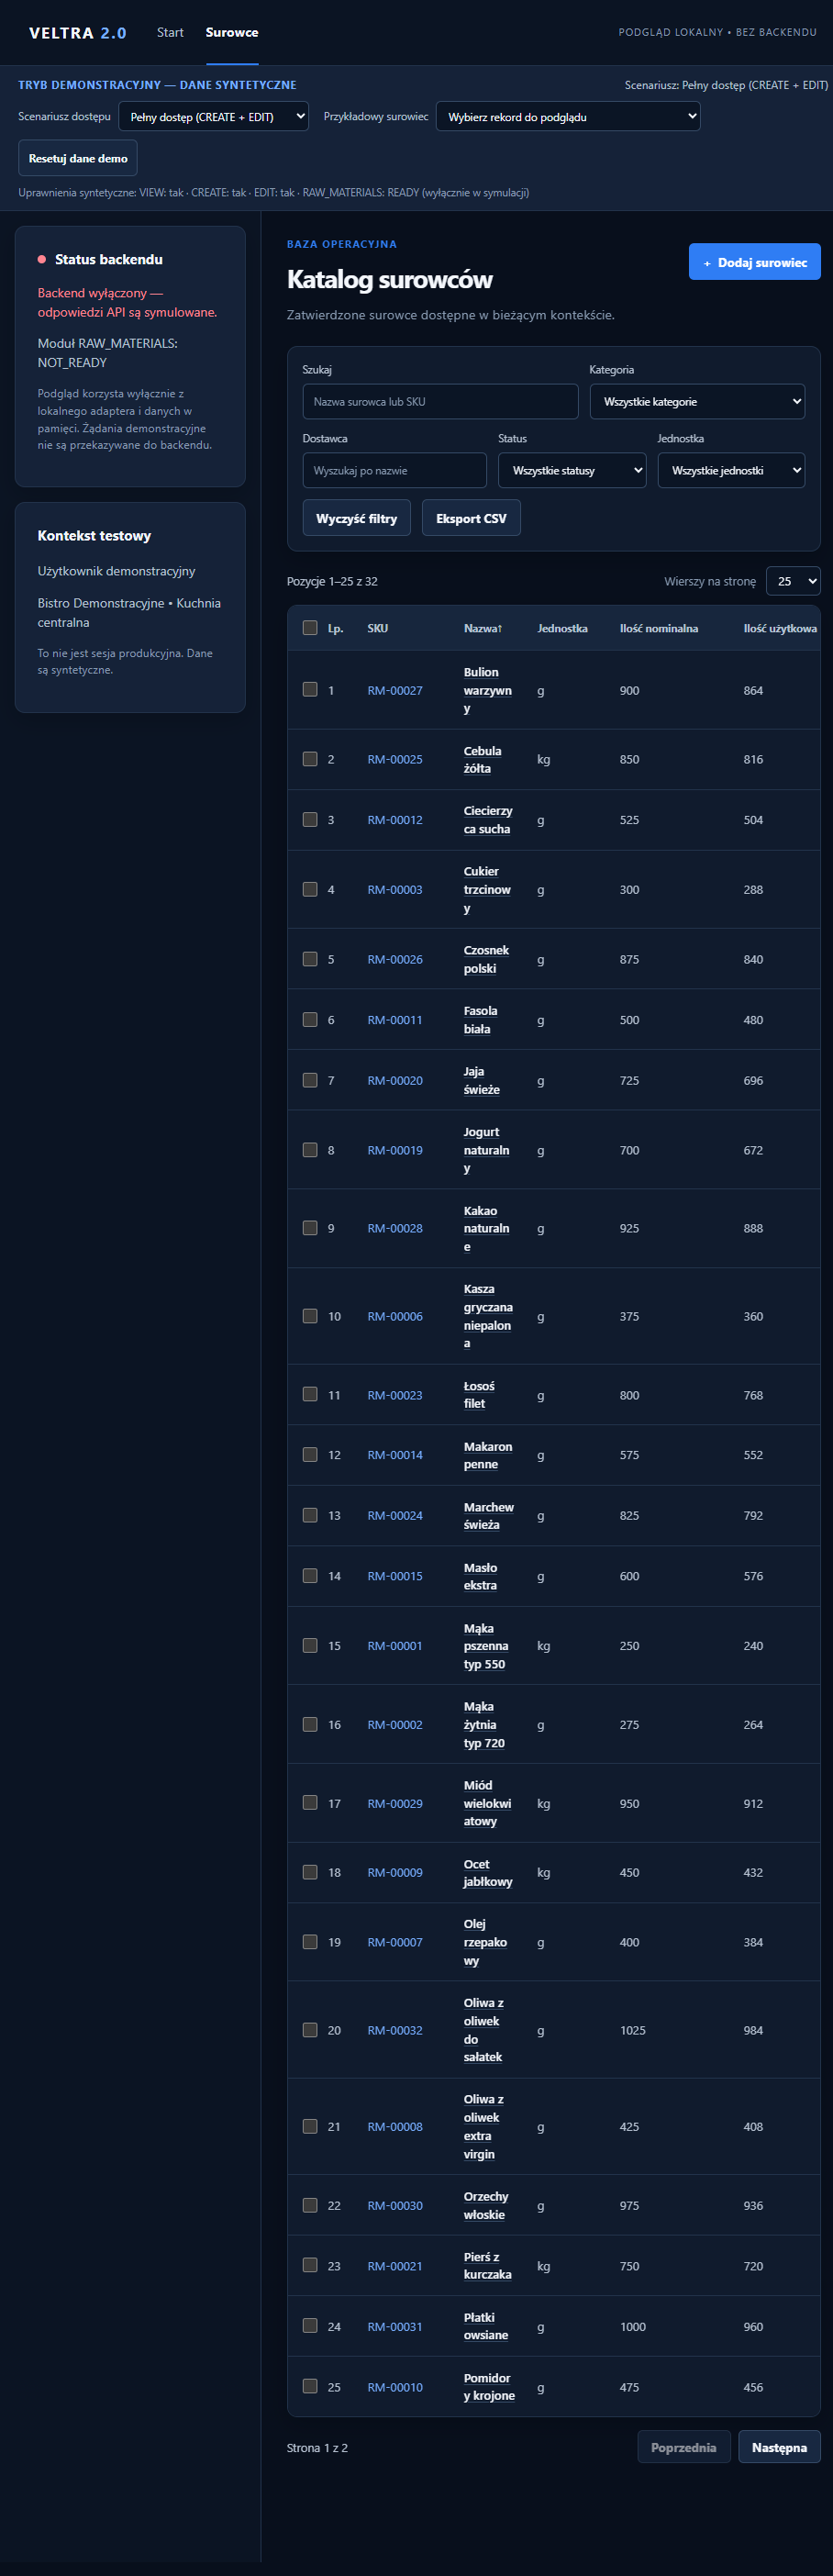 VELTRA 2.0 Start Surowce PODGLĄD LOKALNY • BEZ BACKENDU
TRYB DEMONSTRACYJNY — DANE SYNTETYCZNE Scenariusz: Pełny dostęp (CREATE + EDIT)
Scenariusz dostępu Pełny dostęp (CREATE + EDIT) Przykładowy surowiec Wybierz rekord do podglądu
Resetuj dane demo
Uprawnienia syntetyczne: VIEW: tak · CREATE: tak · EDIT: tak · RAW_MATERIALS: READY (wyłącznie w symulacji)
Status backendu
Backend wyłączony —
odpowiedzi API są symulowane.
Moduł RAW_MATERIALS:
NOT_READY
Podgląd korzysta wyłącznie z
lokalnego adaptera i danych w
pamięci. Żądania demonstracyjne
nie są przekazywane do backendu.
Kontekst testowy
Użytkownik demonstracyjny
Bistro Demonstracyjne • Kuchnia
centralna
To nie jest sesja produkcyjna. Dane
są syntetyczne.
BAZA OPERACYJNA
Katalog surowców
+ Dodaj surowiec
Zatwierdzone surowce dostępne w bieżącym kontekście.
Szukaj Kategoria
Nazwa surowca lub SKU Wszystkie kategorie
Dostawca Status Jednostka
Wyszukaj po nazwie Wszystkie statusy Wszystkie jednostki
Wyczyść filtry Eksport CSV
Pozycje 1–25 z 32 Wierszy na stronę 25
Lp. SKU Nazwa↑ Jednostka Ilość nominalna Ilość użytkowa
1 RM-00027 Bulion
warzywn
y g 900 864
2 RM-00025 Cebula
żółta kg 850 816
3 RM-00012 Ciecierzy
ca sucha g 525 504
4 RM-00003 Cukier
trzcinow
y g 300 288
5 RM-00026 Czosnek
polski g 875 840
6 RM-00011 Fasola
biała g 500 480
7 RM-00020 Jaja
świeże g 725 696
8 RM-00019 Jogurt
naturaln
y g 700 672
9 RM-00028 Kakao
naturaln
e g 925 888
10 RM-00006 Kasza
gryczana
niepalon
a g 375 360
11 RM-00023 Łosoś
filet g 800 768
12 RM-00014 Makaron
penne g 575 552
13 RM-00024 Marchew
świeża g 825 792
14 RM-00015 Masło
ekstra g 600 576
15 RM-00001 Mąka
pszenna
typ 550 kg 250 240
16 RM-00002 Mąka
żytnia
typ 720 g 275 264
17 RM-00029 Miód
wielokwi
atowy kg 950 912
18 RM-00009 Ocet
jabłkowy kg 450 432
19 RM-00007 Olej
rzepako
wy g 400 384
20 RM-00032 Oliwa z
oliwek
do
sałatek g 1025 984
21 RM-00008 Oliwa z
oliwek
extra
virgin g 425 408
22 RM-00030 Orzechy
włoskie g 975 936
23 RM-00021 Pierś z
kurczaka kg 750 720
24 RM-00031 Płatki
owsiane g 1000 960
25 RM-00010 Pomidor
y krojone g 475 456
Strona 1 z 2 Poprzednia Następna